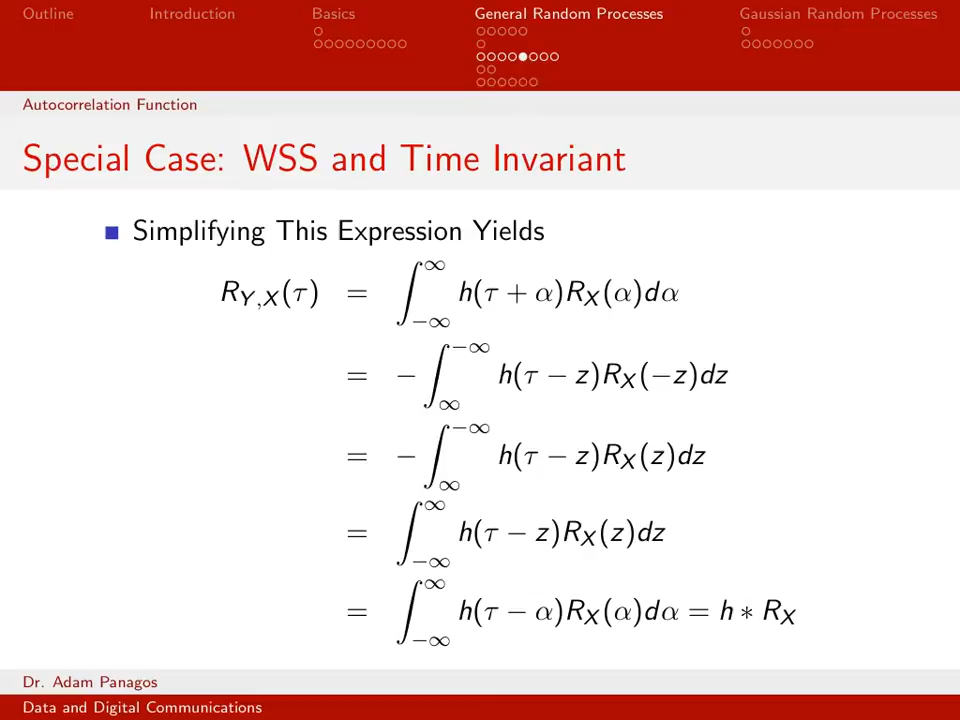 Outline Introduction Basics General Random Processes Gaussian Random Processes
Autocorrelation Function
Special Case: WSS and Time Invariant
Simplifying This Expression Yields
R_{Y,X}(τ) = ∫_{−∞}^{∞} h(τ + α)R_X(α)dα
= −∫_{∞}^{−∞} h(τ − z)R_X(−z)dz
= −∫_{∞}^{−∞} h(τ − z)R_X(z)dz
= ∫_{−∞}^{∞} h(τ − z)R_X(z)dz
= ∫_{−∞}^{∞} h(τ − α)R_X(α)dα = h ∗ R_X
Dr. Adam Panagos
Data and Digital Communications